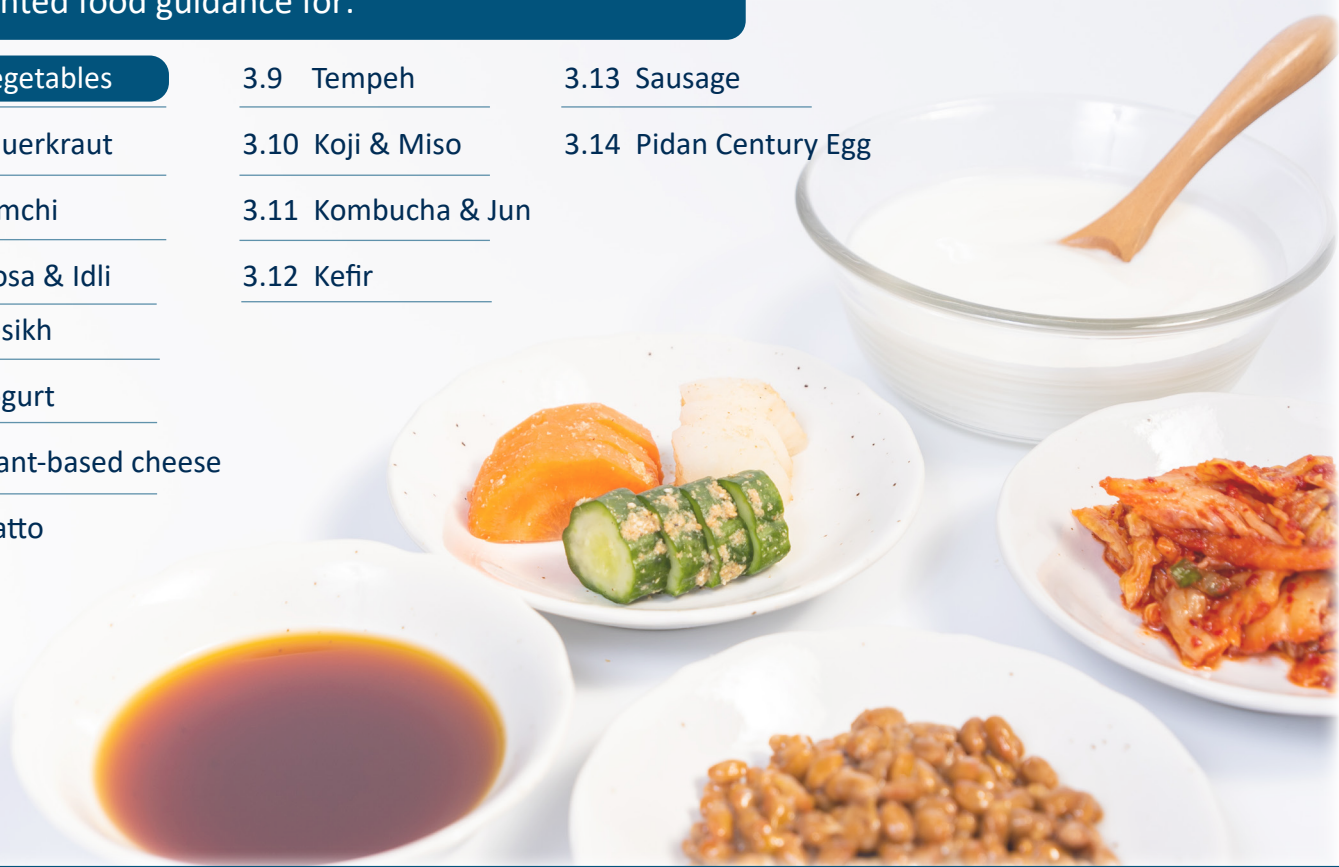 nted food guidance for:
egetables
uerkraut
mchi
osa & Idli
sikh
gurt
ant-based cheese
atto
3.9 Tempeh
3.10 Koji & Miso
3.11 Kombucha & Jun
3.12 Kefir
3.13 Sausage
3.14 Pidan Century Egg